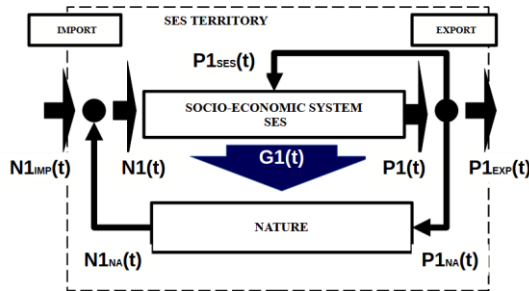 SES TERRITORY
IMPORT
EXPORT
P1SES(t)
SOCIO-ECONOMIC SYSTEM
SES
N1IMP(t)
N1(t)
G1(t)
P1(t)
P1EXP(t)
NATURE
N1NA(t)
P1NA(t)